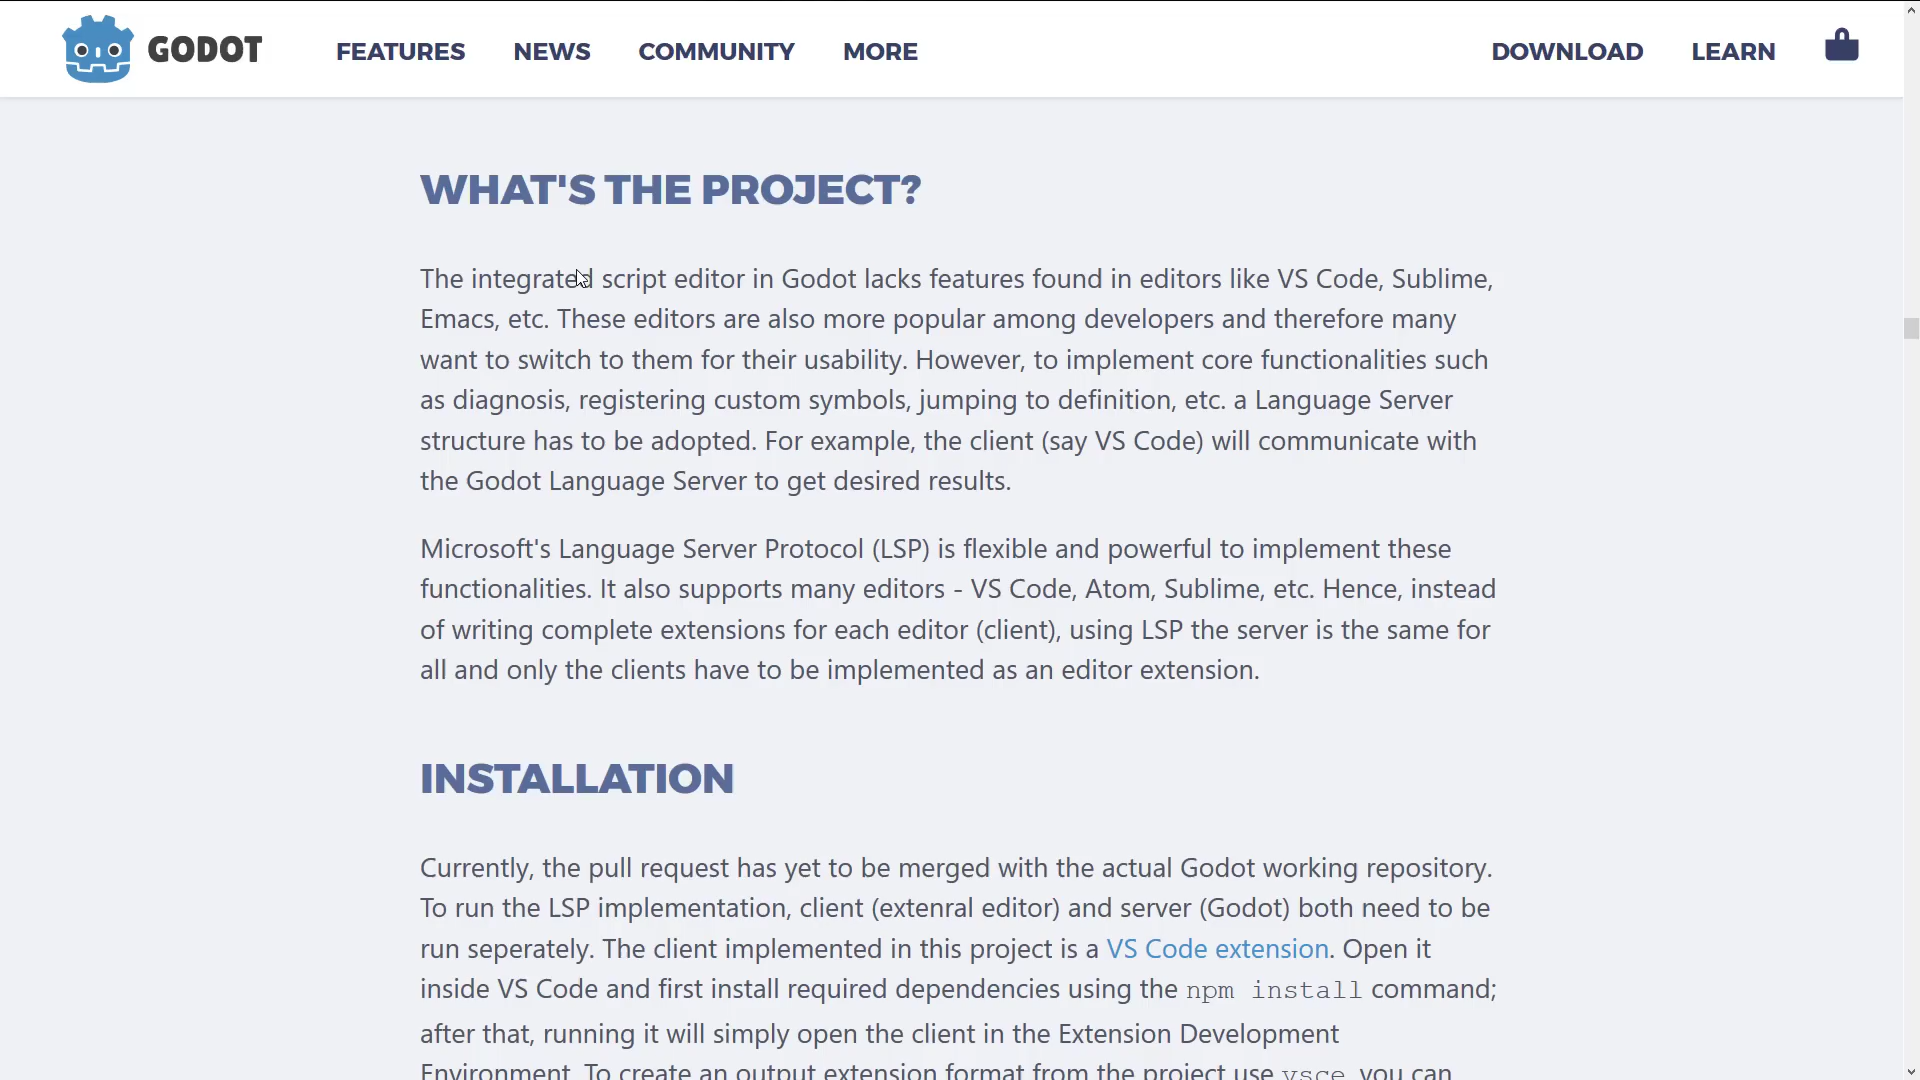 GODOT FEATURES NEWS COMMUNITY MORE DOWNLOAD LEARN
WHAT'S THE PROJECT?
The integrated script editor in Godot lacks features found in editors like VS Code, Sublime,
Emacs, etc. These editors are also more popular among developers and therefore many
want to switch to them for their usability. However, to implement core functionalities such
as diagnosis, registering custom symbols, jumping to definition, etc. a Language Server
structure has to be adopted. For example, the client (say VS Code) will communicate with
the Godot Language Server to get desired results.
Microsoft's Language Server Protocol (LSP) is flexible and powerful to implement these
functionalities. It also supports many editors - VS Code, Atom, Sublime, etc. Hence, instead
of writing complete extensions for each editor (client), using LSP the server is the same for
all and only the clients have to be implemented as an editor extension.
INSTALLATION
Currently, the pull request has yet to be merged with the actual Godot working repository.
To run the LSP implementation, client (extenral editor) and server (Godot) both need to be
run seperately. The client implemented in this project is a VS Code extension. Open it
inside VS Code and first install required dependencies using the npm install command;
after that, running it will simply open the client in the Extension Development
Environment. To create an output extension format from the project use vsce, you can